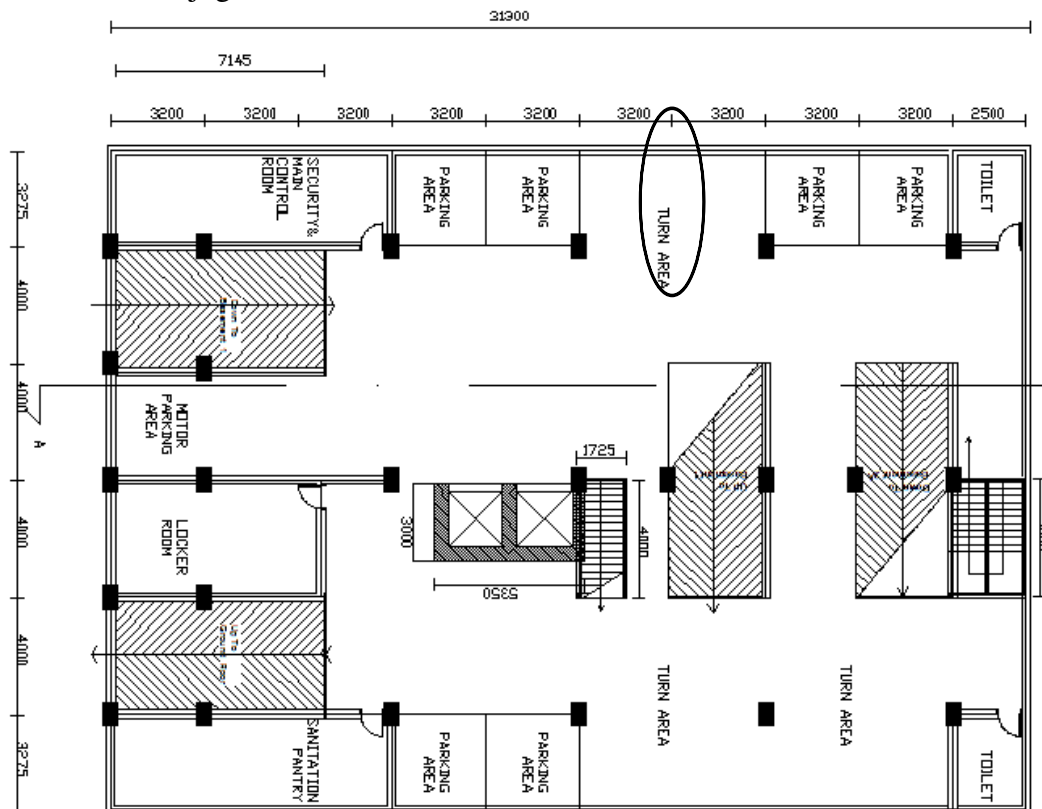 31300
7145
3200 3200 3200 3200 3200 3200 3200 3200 3200 2500
SECURITY&
MAIN
CONTROL
ROOM
PARKING
AREA
PARKING
AREA
TURN AREA
PARKING
AREA
PARKING
AREA
TOILET
3275
4000
4000
4000
4000
3275
A
MOTOR
PARKING
AREA
1725
3000
5350
4000
LOCKER
ROOM
Up To
TURN AREA
TURN AREA
SANITATION
PANTRY
PARKING
AREA
PARKING
AREA
TOILET